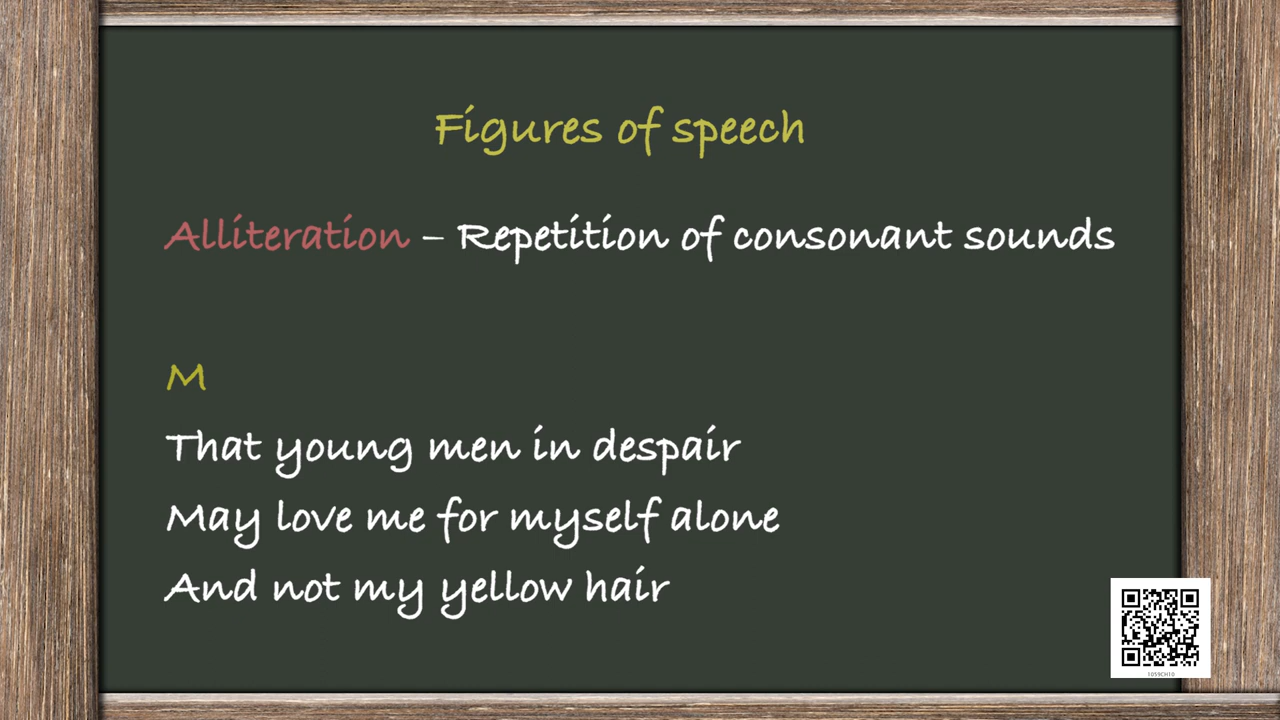 Figures of speech
Alliteration – Repetition of consonant sounds
M
That young men in despair
May love me for myself alone
And not my yellow hair
1059CH10